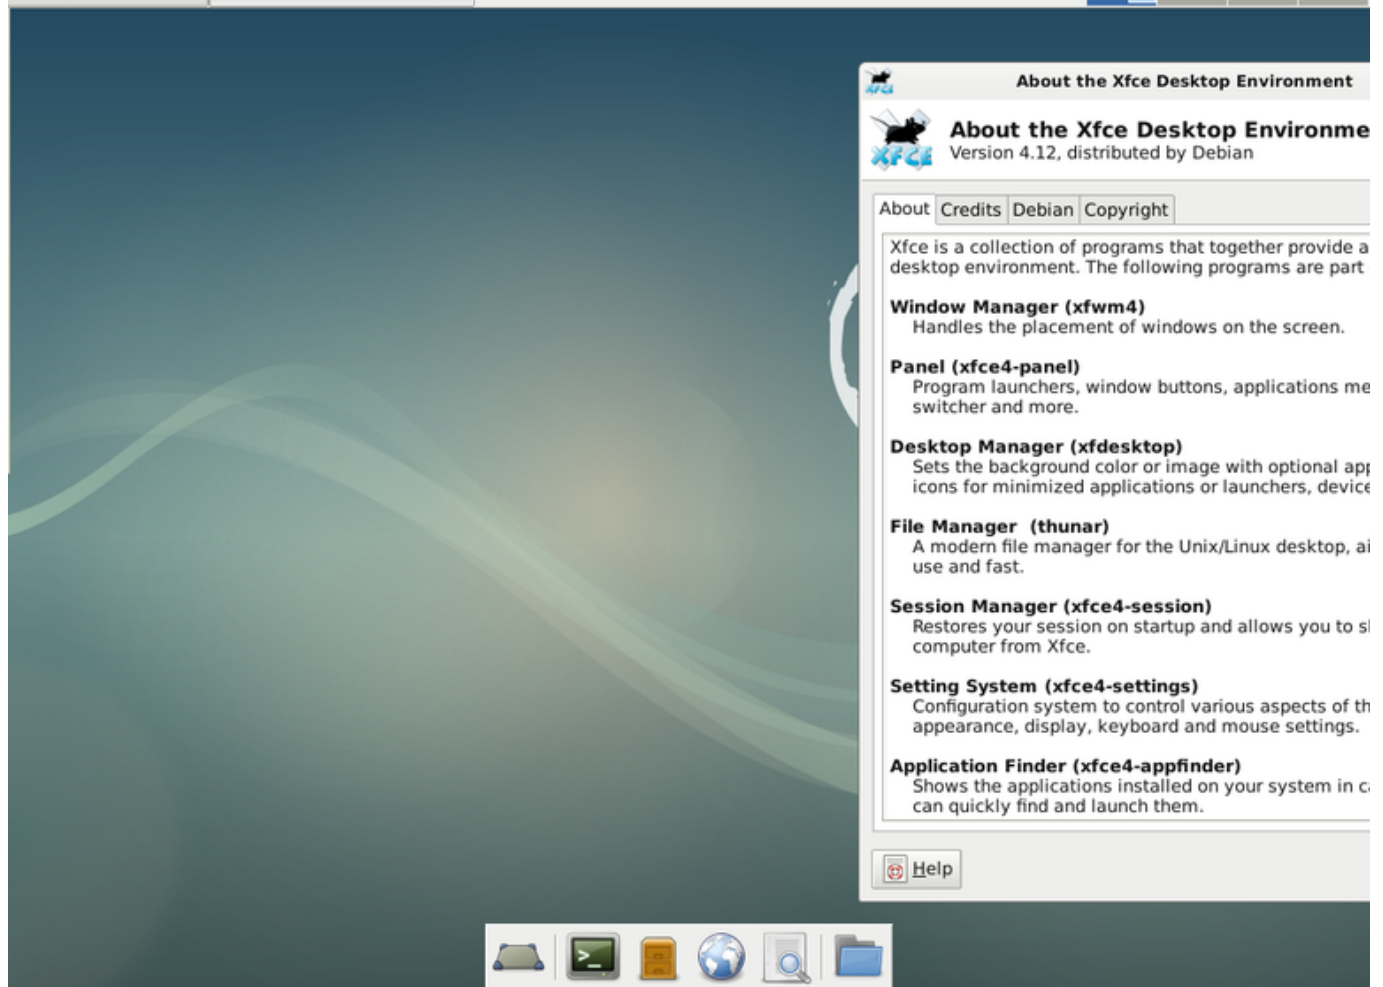 About the Xfce Desktop Environment
XFCE
About the Xfce Desktop Environme
Version 4.12, distributed by Debian
About Credits Debian Copyright
Xfce is a collection of programs that together provide a
desktop environment. The following programs are part
Window Manager (xfwm4)
Handles the placement of windows on the screen.
Panel (xfce4-panel)
Program launchers, window buttons, applications me
switcher and more.
Desktop Manager (xfdesktop)
Sets the background color or image with optional app
icons for minimized applications or launchers, device
File Manager (thunar)
A modern file manager for the Unix/Linux desktop, ai
use and fast.
Session Manager (xfce4-session)
Restores your session on startup and allows you to s
computer from Xfce.
Setting System (xfce4-settings)
Configuration system to control various aspects of th
appearance, display, keyboard and mouse settings.
Application Finder (xfce4-appfinder)
Shows the applications installed on your system in c
can quickly find and launch them.
Help